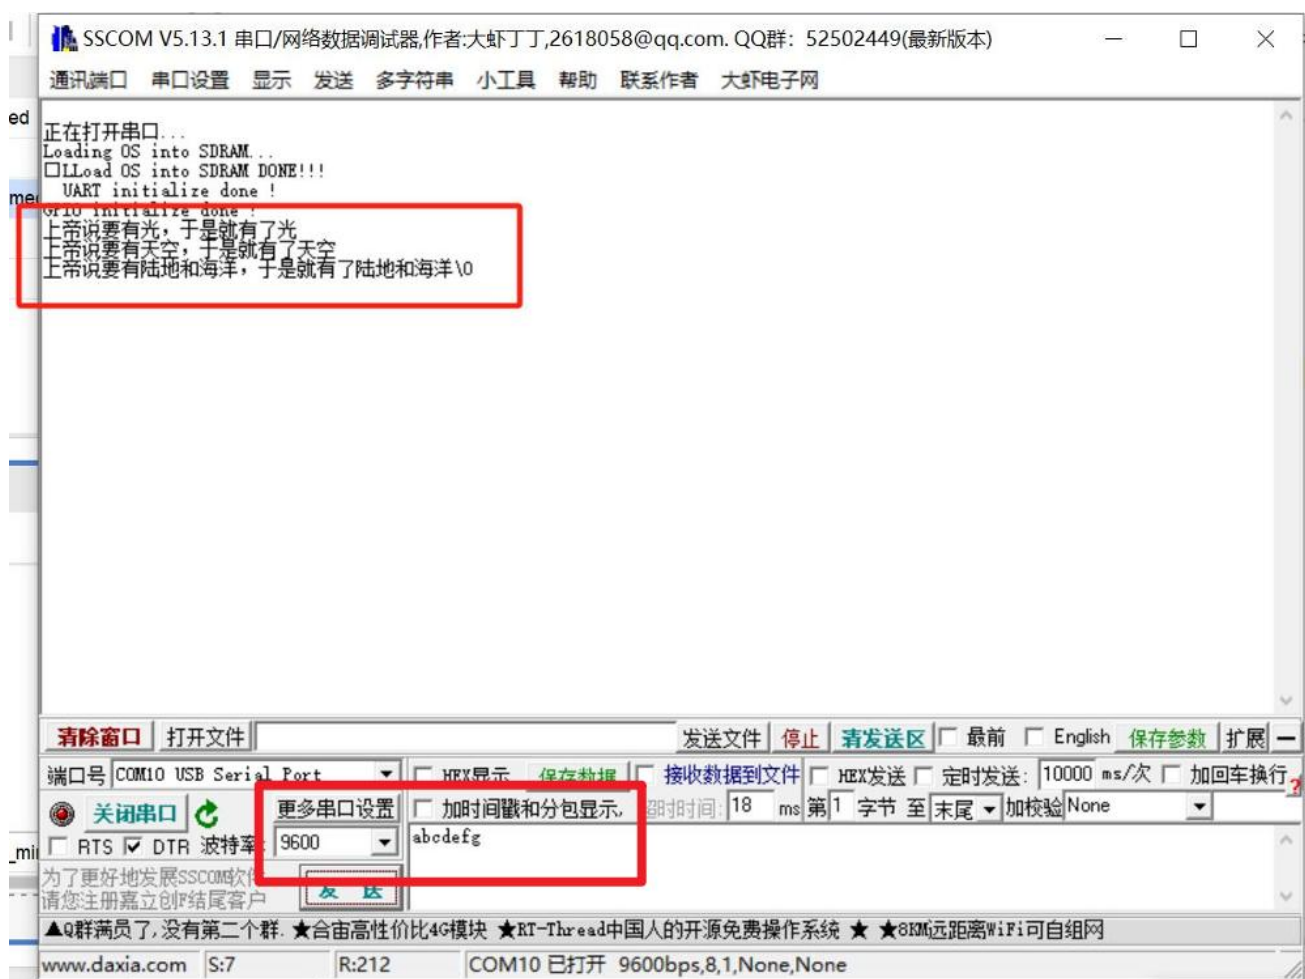 SSCOM V5.13.1 串口/网络数据调试器,作者:大虾丁丁,2618058@qq.com. QQ群: 52502449(最新版本)
通讯端口 串口设置 显示 发送 多字符串 小工具 帮助 联系作者 大虾电子网
ed
正在打开串口...
Loading OS into SDRAM...
□LLoad OS into SDRAM DONE!!!
UART initialize done !
GPIO initialize done !
上帝说要有光，于是就有了光
上帝说要有天空，于是就有了天空
上帝说要有陆地和海洋，于是就有了陆地和海洋\0
清除窗口 打开文件 发送文件 停止 清发送区 最前 English 保存参数 扩展
端口号 COM10 USB Serial Port HEX显示 保存数据 接收数据到文件 HEX发送 定时发送: 10000 ms/次 加回车换行
关闭串口 更多串口设置 加时间戳和分包显示, 超时时间: 18 ms 第1 字节 至 末尾 加校验 None
RTS DTR 波特率: 9600 abcdefg
_mi
为了更好地发展SSCOM软件
请您注册嘉立创F结尾客户
发 送
▲Q群满员了,没有第二个群. ★合宙高性价比4G模块 ★RT-Thread中国人的开源免费操作系统 ★ ★8KM远距离WiFi可自组网
www.daxia.com S:7 R:212 COM10 已打开 9600bps,8,1,None,None